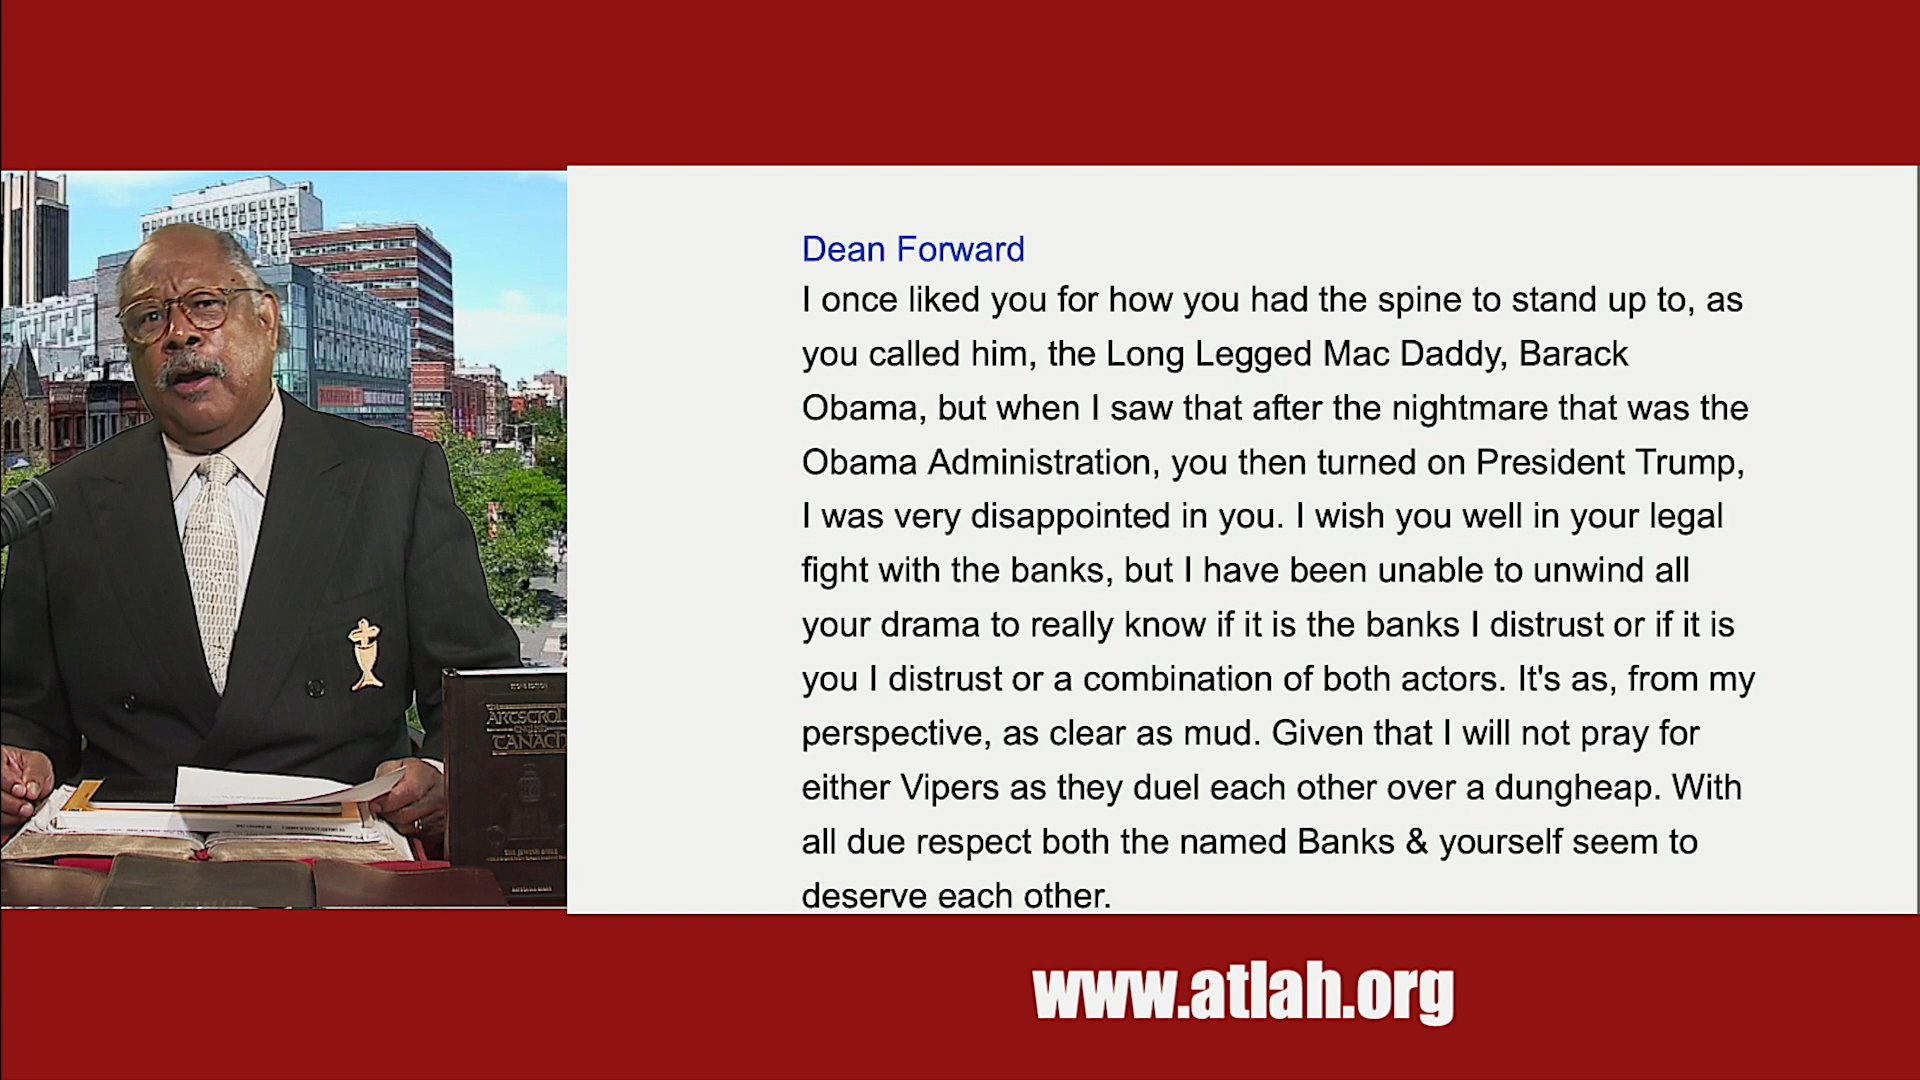 Dean Forward
I once liked you for how you had the spine to stand up to, as
you called him, the Long Legged Mac Daddy, Barack
Obama, but when I saw that after the nightmare that was the
Obama Administration, you then turned on President Trump,
I was very disappointed in you. I wish you well in your legal
fight with the banks, but I have been unable to unwind all
your drama to really know if it is the banks I distrust or if it is
you I distrust or a combination of both actors. It's as, from my
perspective, as clear as mud. Given that I will not pray for
either Vipers as they duel each other over a dungheap. With
all due respect both the named Banks & yourself seem to
deserve each other.
ARTSCROLL
ENGLISH
TANACH
THE JEWISH BIBLE
www.atlah.org